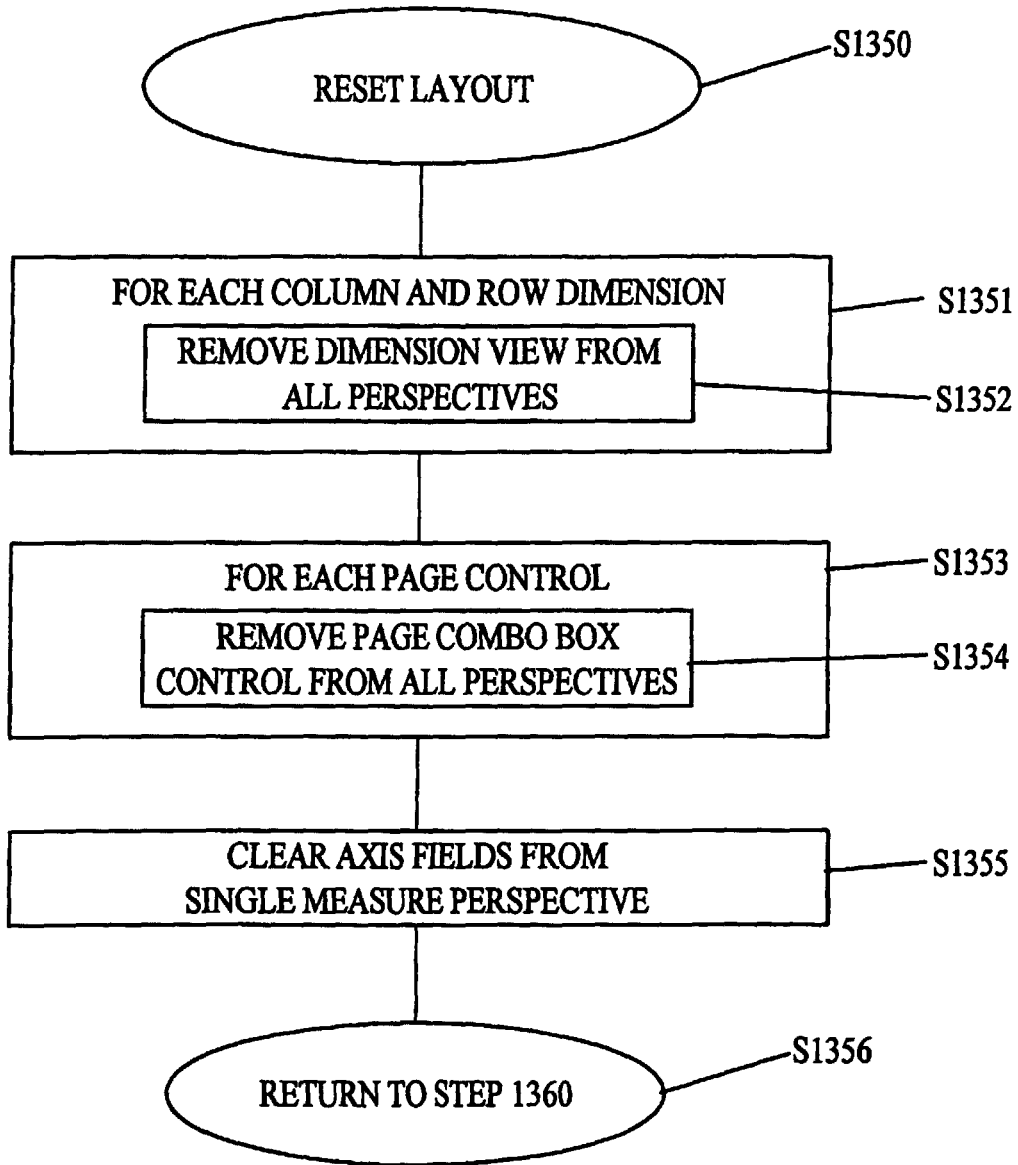 S1350
RESET LAYOUT
FOR EACH COLUMN AND ROW DIMENSION
S1351
REMOVE DIMENSION VIEW FROM
ALL PERSPECTIVES
S1352
FOR EACH PAGE CONTROL
S1353
REMOVE PAGE COMBO BOX
CONTROL FROM ALL PERSPECTIVES
S1354
CLEAR AXIS FIELDS FROM
SINGLE MEASURE PERSPECTIVE
S1355
S1356
RETURN TO STEP 1360